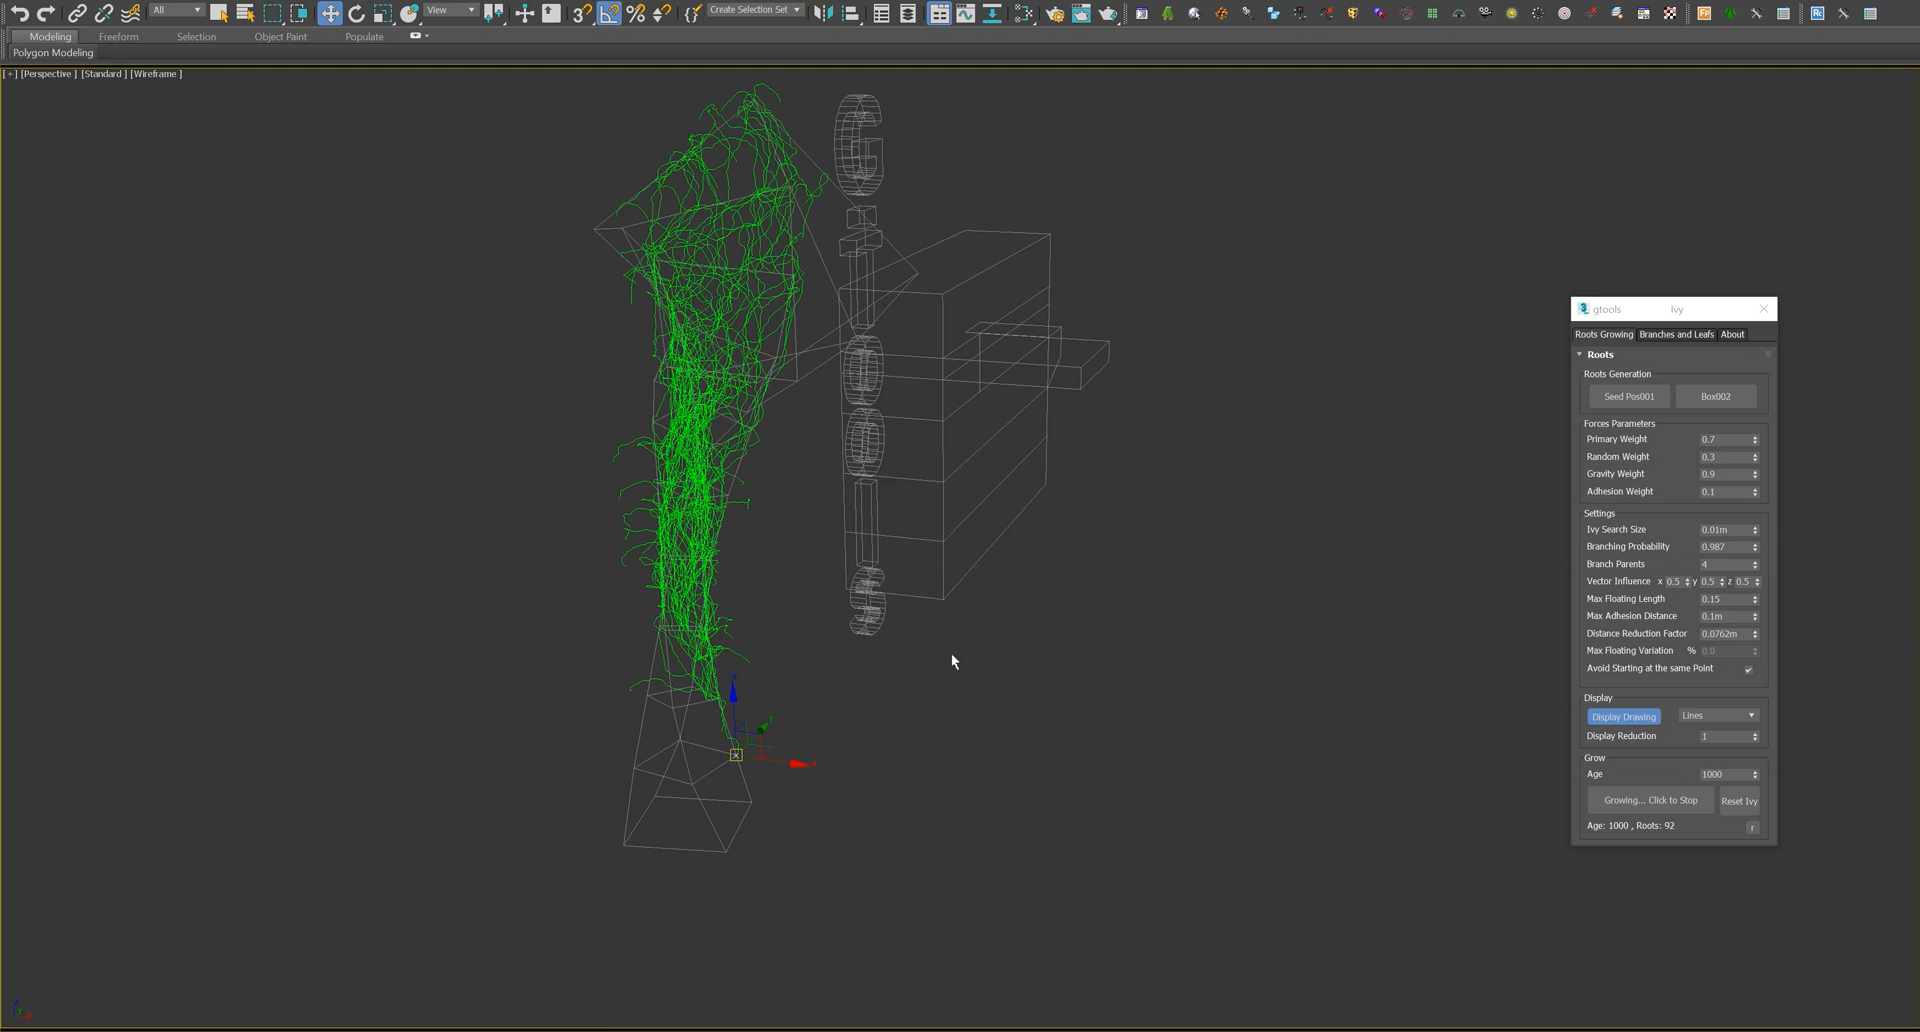 All
View
Create Selection Set
Modeling
Freeform
Selection
Object Paint
Populate
Polygon Modeling
[+] [Perspective ] [Standard ] [Wireframe ]
G-Tools
gtools
Ivy
Roots Growing
Branches and Leafs
About
Roots
Roots Generation
Seed Pos001
Box002
Forces Parameters
Primary Weight 0.7
Random Weight 0.3
Gravity Weight 0.9
Adhesion Weight 0.1
Settings
Ivy Search Size 0.01m
Branching Probability 0.987
Branch Parents 4
Vector Influence x 0.5 y 0.5 z 0.5
Max Floating Length 0.15
Max Adhesion Distance 0.1m
Distance Reduction Factor 0.0762m
Max Floating Variation % 0.0
Avoid Starting at the same Point
Display
Display Drawing
Lines
Display Reduction 1
Grow
Age 1000
Growing... Click to Stop
Reset Ivy
Age: 1000 , Roots: 92
r
z
y
x